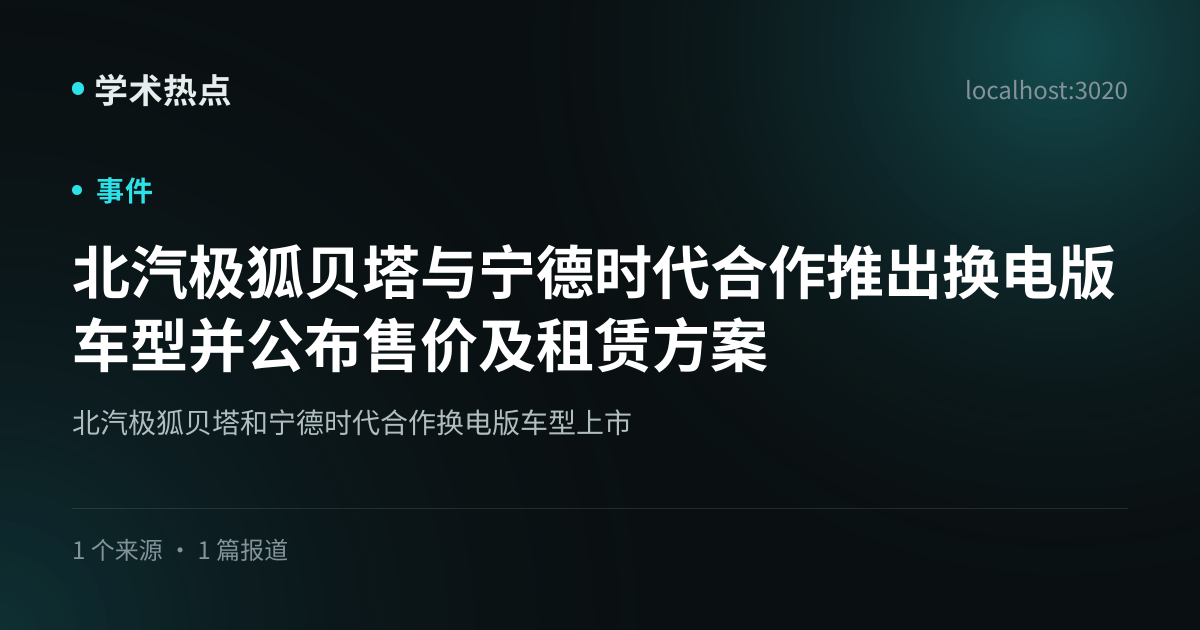 学术热点
localhost:3020
事件
北汽极狐贝塔与宁德时代合作推出换电版
车型并公布售价及租赁方案
北汽极狐贝塔和宁德时代合作换电版车型上市
1 个来源 · 1 篇报道